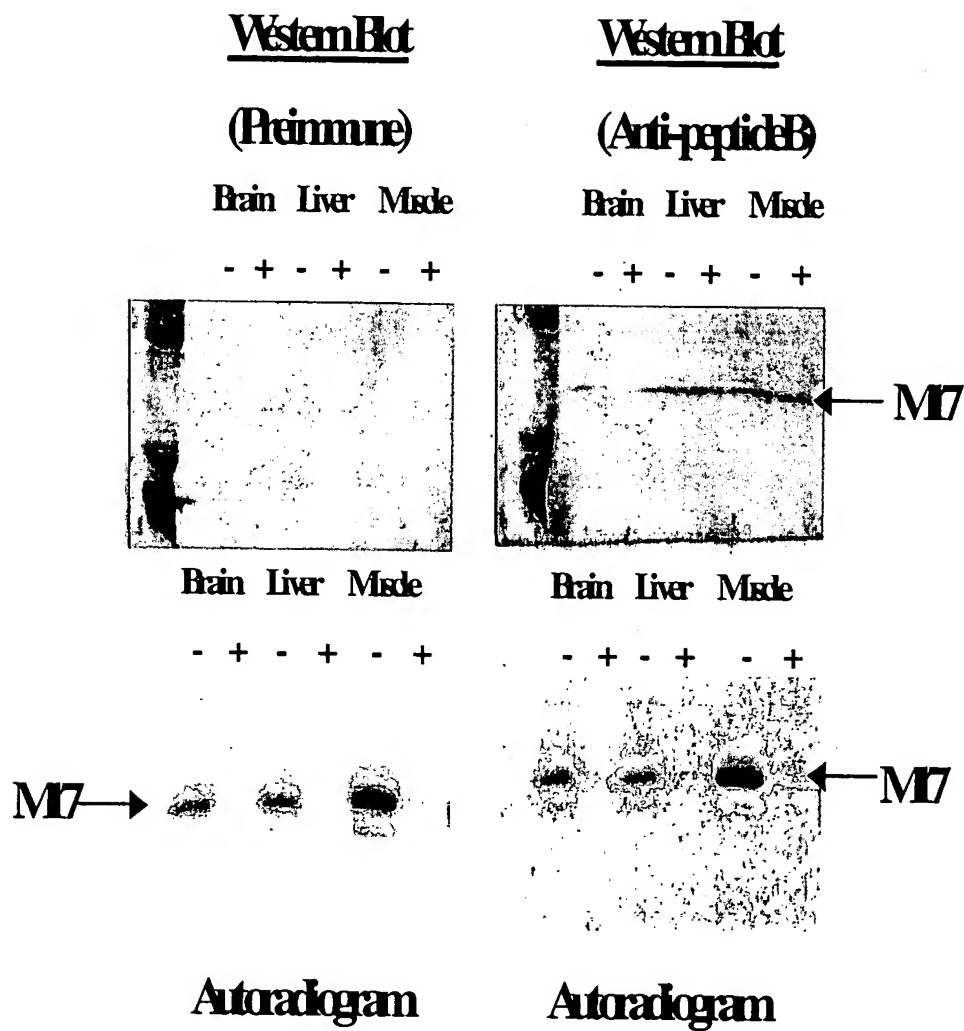 Western Blot
(Preimmune)
Brain Liver Muscle
- + - + - +
Western Blot
(Anti-peptide B)
Brain Liver Muscle
- + - + - +
M17
Brain Liver Muscle
- + - + - +
M17
Autoradiogram
Brain Liver Muscle
- + - + - +
M17
Autoradiogram